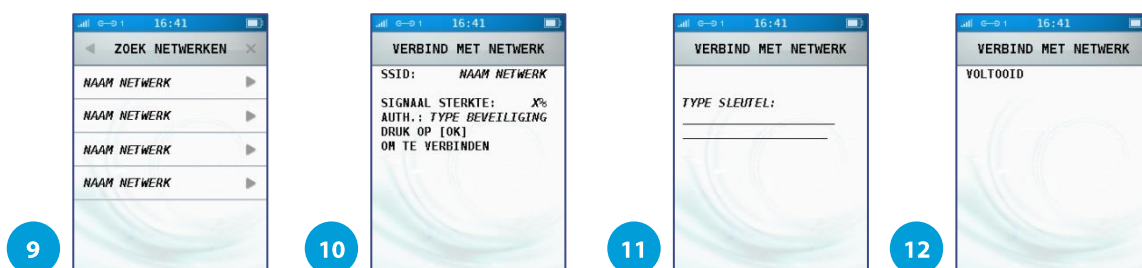 16:41
ZOEK NETWERKEN
NAAM NETWERK
NAAM NETWERK
NAAM NETWERK
NAAM NETWERK
9
16:41
VERBIND MET NETWERK
SSID: NAAM NETWERK
SIGNAAL STERKTE: X%
AUTH.: TYPE BEVEILIGING
DRUK OP [OK]
OM TE VERBINDEN
10
16:41
VERBIND MET NETWERK
TYPE SLEUTEL:
11
16:41
VERBIND MET NETWERK
VOLTOOID
12